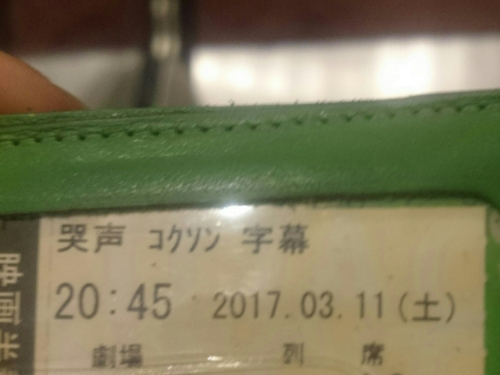 哭声 コクソン 字幕
20:45 2017.03.11(土)
劇場 列 席